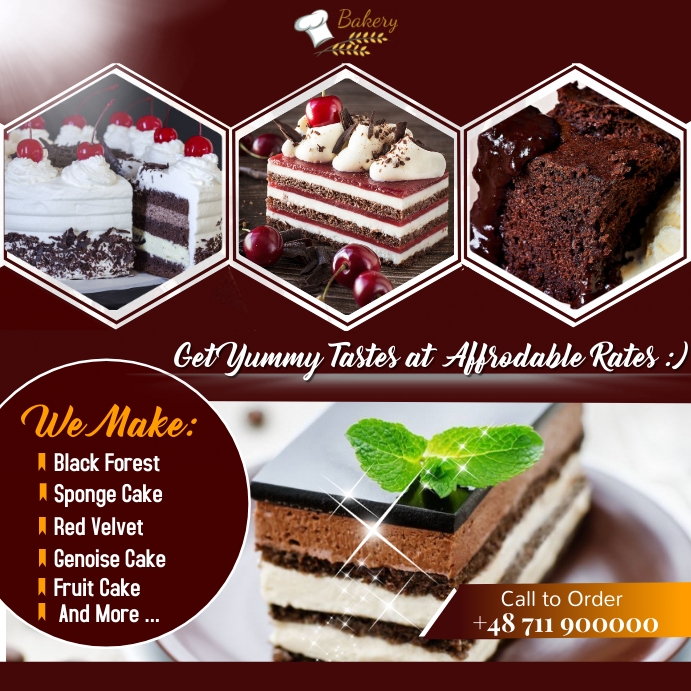 Bakery
Get Yummy Tastes at Affrodable Rates :)
We Make:
Black Forest
Sponge Cake
Red Velvet
Genoise Cake
Fruit Cake
And More ...
Call to Order
+48 711 900000